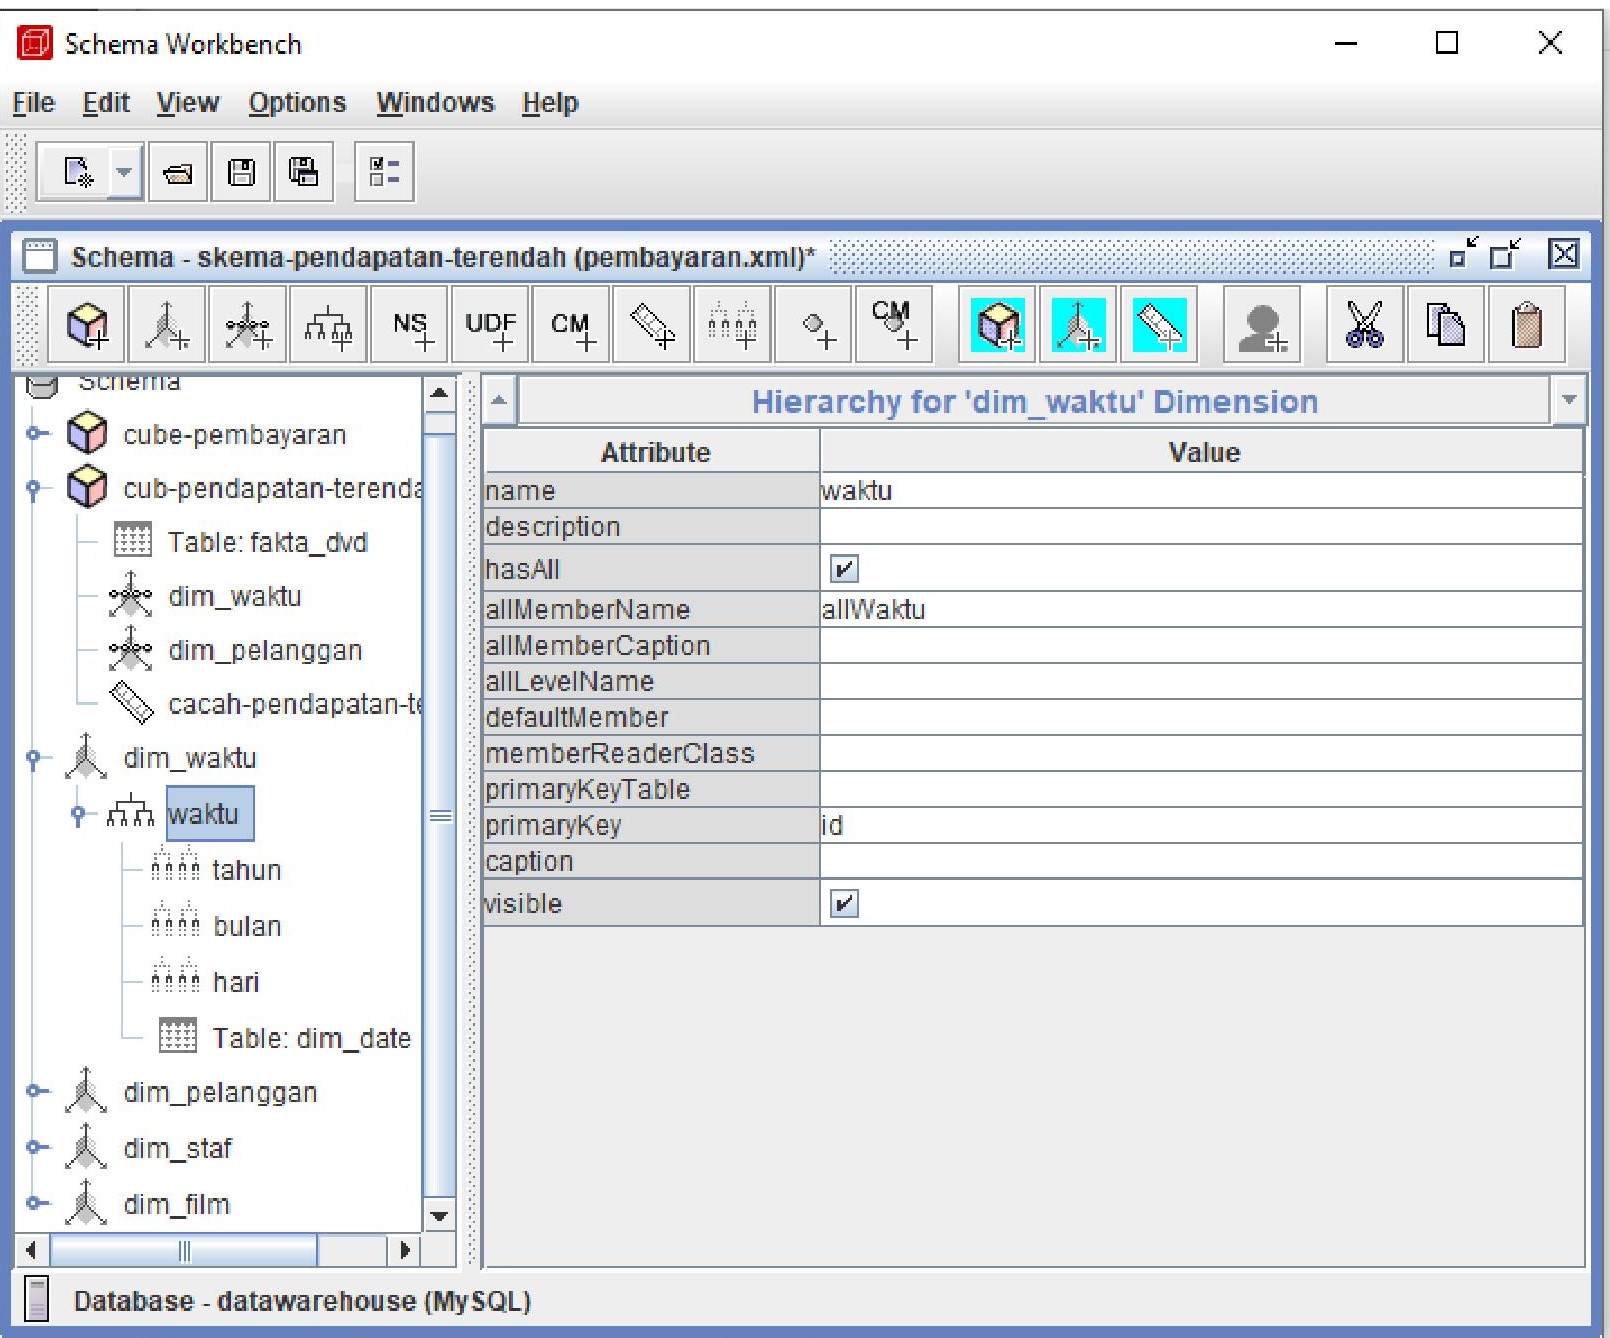 Schema Workbench
File Edit View Options Windows Help
Schema - skema-pendapatan-terendah (pembayaran.xml)*
NS UDF CM CM
Schema
cube-pembayaran
cub-pendapatan-terenda
Table: fakta_dvd
dim_waktu
dim_pelanggan
cacah-pendapatan-te
dim_waktu
waktu
tahun
bulan
hari
Table: dim_date
dim_pelanggan
dim_staf
dim_film
Hierarchy for 'dim_waktu' Dimension
Attribute Value
name waktu
description
hasAll
allMemberName allWaktu
allMemberCaption
allLevelName
defaultMember
memberReaderClass
primaryKeyTable
primaryKey id
caption
visible
Database - datawarehouse (MySQL)